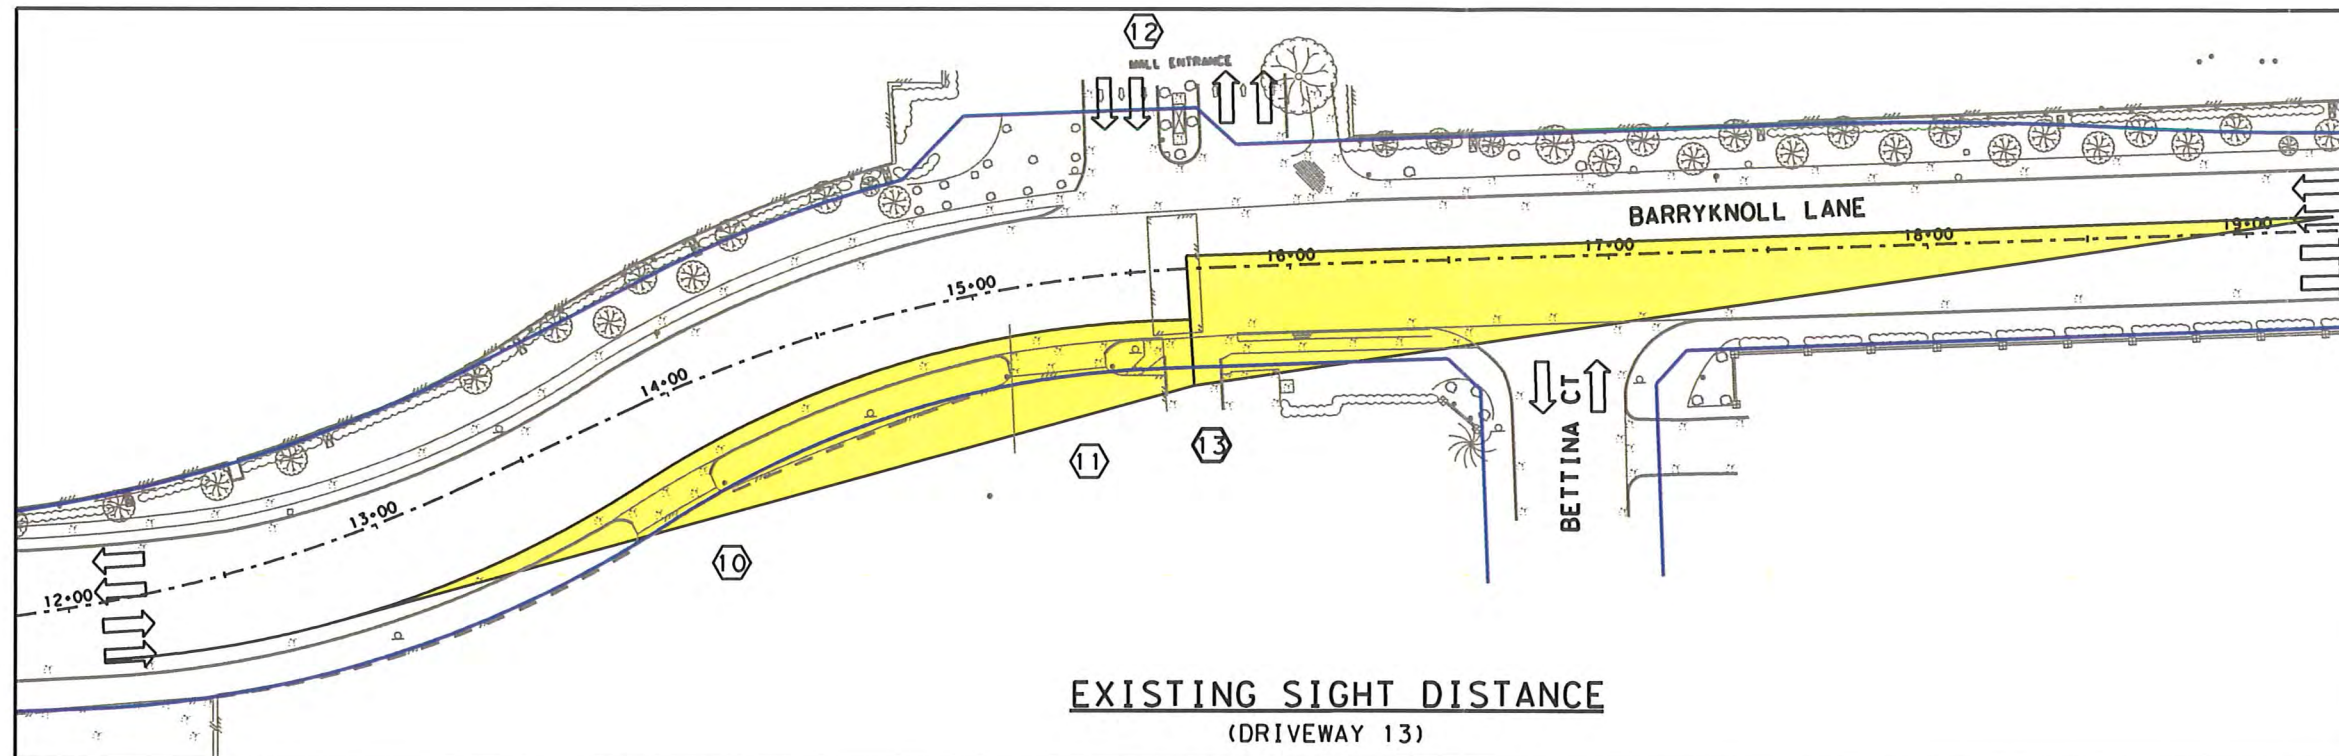 12
MALL ENTRANCE
BARRYKNOLL LANE
12+00
13+00
14+00
15+00
16+00
17+00
18+00
19+00
10
11
13
BETTINA CT
EXISTING SIGHT DISTANCE
(DRIVEWAY 13)